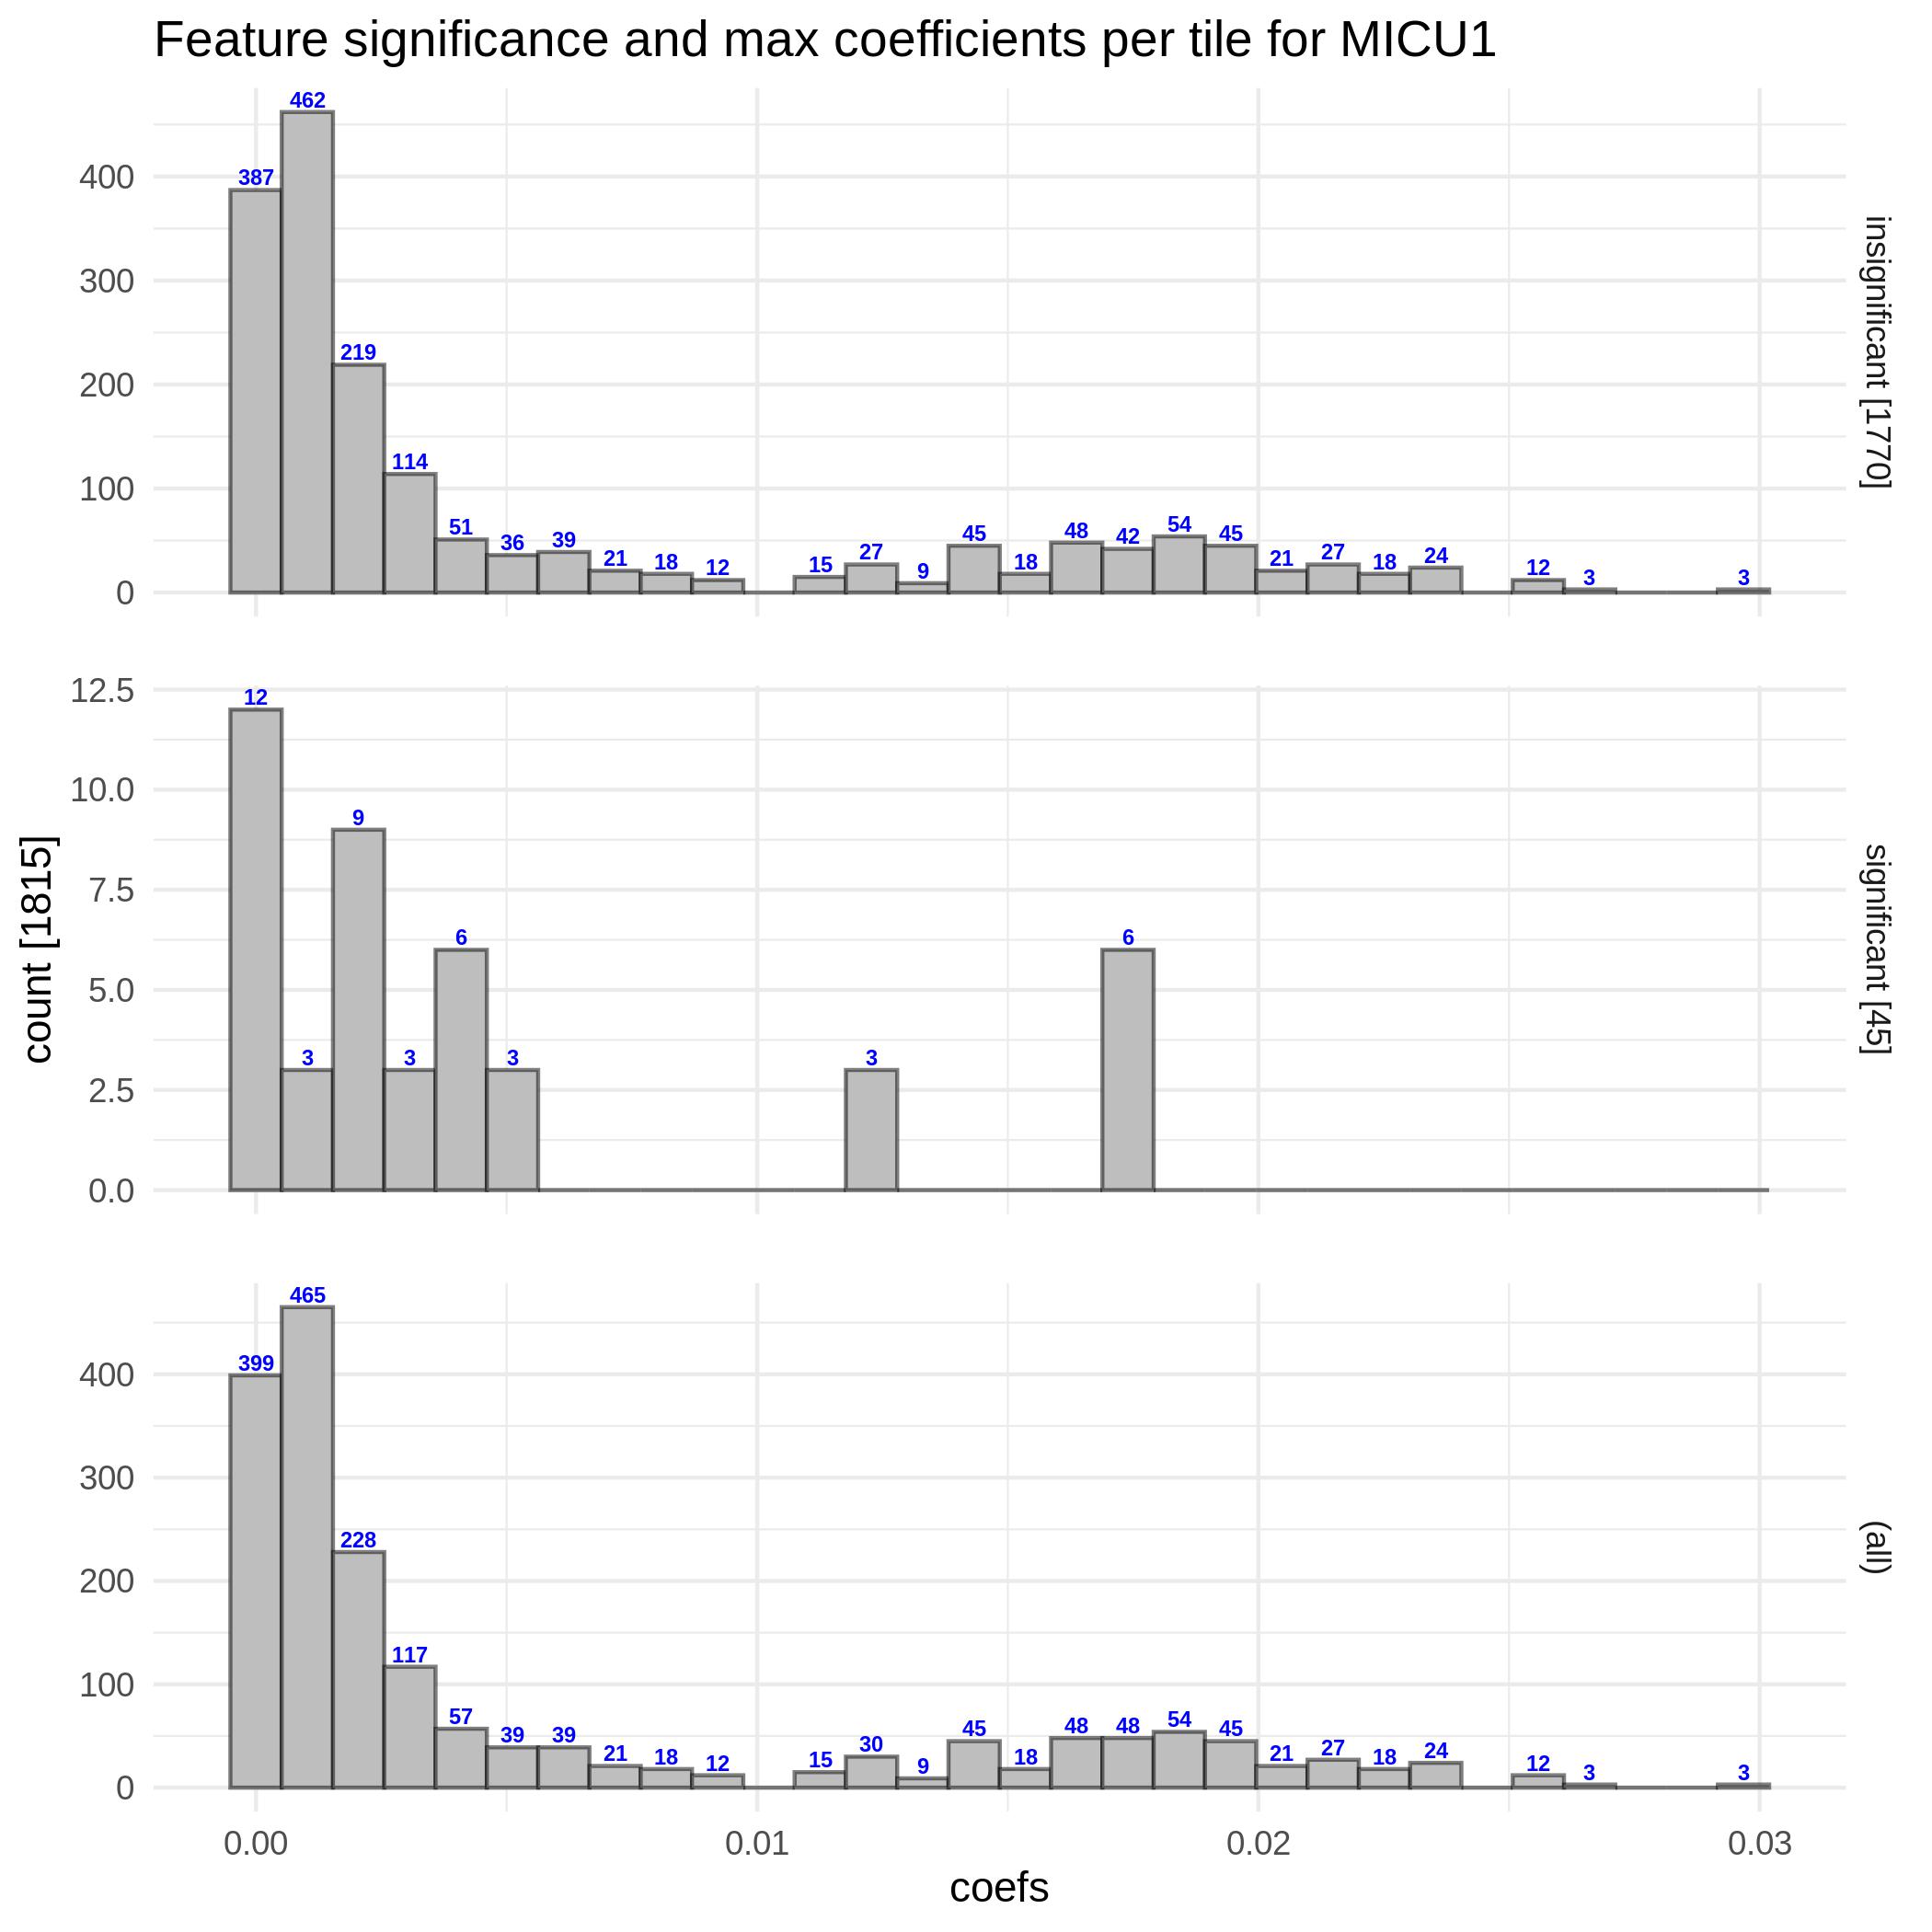 Feature significance and max coefficients per tile for MICU1
462
387
400
300
219
200
114
100
51 36 39 21 18 12 15 27 9 45 18 48 42 54 45 21 27 18 24 12 3 3
0
insignificant [1770]
12.5
12
10.0
9
7.5
6 6
5.0
3 3 3 3
2.5
0.0
count [1815]
significant [45]
465
399
400
300
228
200
117
100
57 39 39 21 18 12 15 30 9 45 18 48 48 54 45 21 27 18 24 12 3 3
0
(all)
0.00 0.01 0.02 0.03
coefs